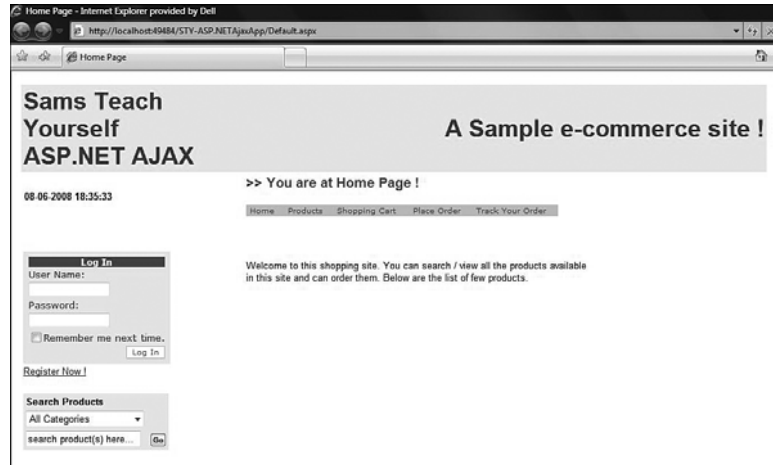 Home Page - Internet Explorer provided by Dell
http://localhost:49484/STY-ASP.NETAjaxApp/Default.aspx
Home Page
Sams Teach
Yourself
ASP.NET AJAX
A Sample e-commerce site !
08-06-2008 18:35:33
>> You are at Home Page !
Home Products Shopping Cart Place Order Track Your Order
Log In
User Name:
Password:
Remember me next time.
Log In
Register Now !
Welcome to this shopping site. You can search / view all the products available
in this site and can order them. Below are the list of few products.
Search Products
All Categories
search product(s) here...
Go